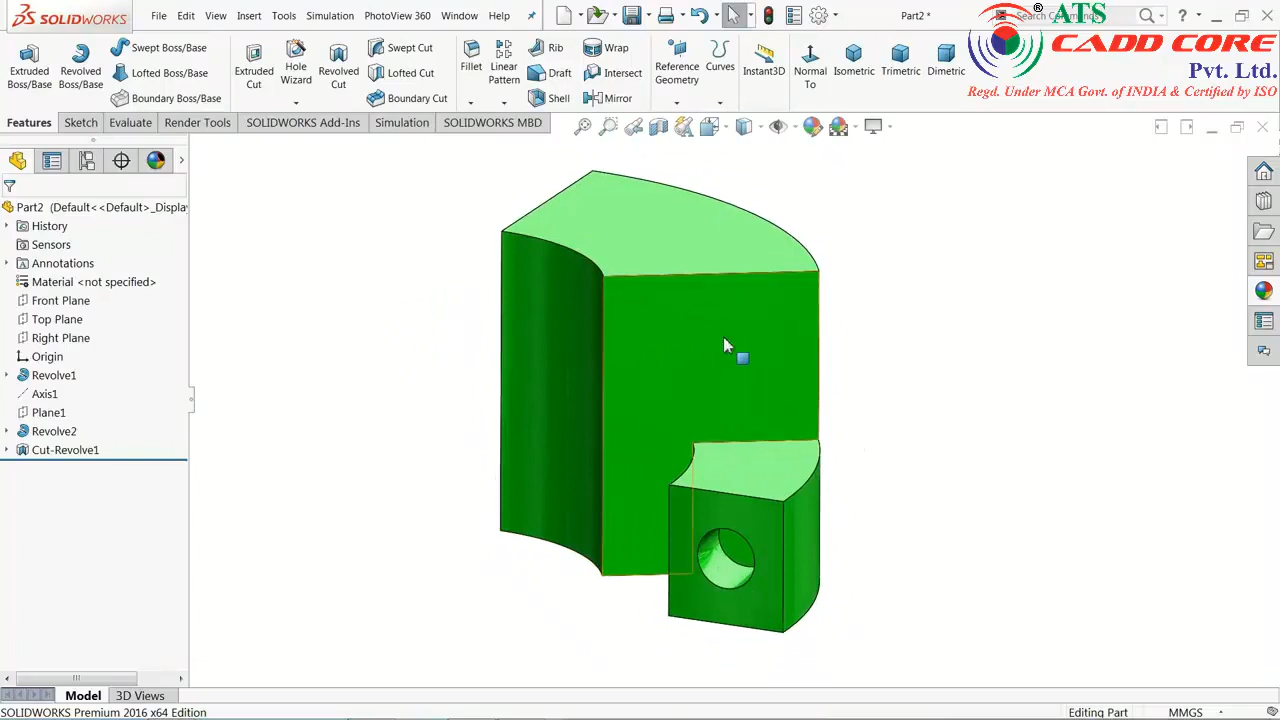 SOLIDWORKS
File Edit View Insert Tools Simulation PhotoView 360 Window Help
Part2 *
ATS
CADD CORE
Pvt. Ltd.
Regd. Under MCA Govt. of INDIA & Certified by ISO
Extruded Boss/Base
Revolved Boss/Base
Swept Boss/Base
Lofted Boss/Base
Boundary Boss/Base
Extruded Cut
Hole Wizard
Revolved Cut
Swept Cut
Lofted Cut
Boundary Cut
Fillet
Linear Pattern
Rib
Draft
Shell
Wrap
Intersect
Mirror
Reference Geometry
Curves
Instant3D
Normal To
Isometric
Trimetric
Dimetric
Features Sketch Evaluate Render Tools SOLIDWORKS Add-Ins Simulation SOLIDWORKS MBD
Part2 (Default<<Default>_Displa
History
Sensors
Annotations
Material <not specified>
Front Plane
Top Plane
Right Plane
Origin
Revolve1
Axis1
Plane1
Revolve2
Cut-Revolve1
Model 3D Views
SOLIDWORKS Premium 2016 x64 Edition
Editing Part
MMGS